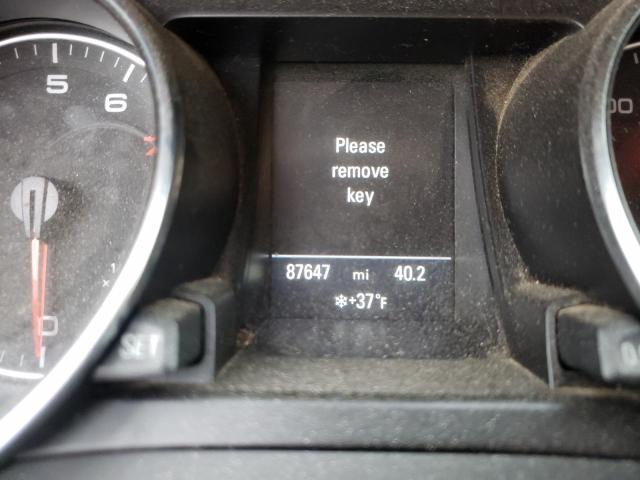 5
6
Please
remove
key
87647 mi 40.2
❄+37°F
1
x
0
SET